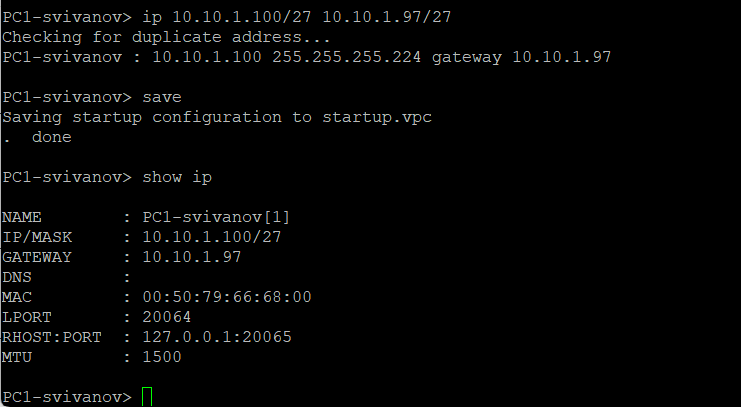 PC1-svivanov> ip 10.10.1.100/27 10.10.1.97/27
Checking for duplicate address...
PC1-svivanov : 10.10.1.100 255.255.255.224 gateway 10.10.1.97
PC1-svivanov> save
Saving startup configuration to startup.vpc
.  done
PC1-svivanov> show ip
NAME        : PC1-svivanov[1]
IP/MASK     : 10.10.1.100/27
GATEWAY     : 10.10.1.97
DNS         :
MAC         : 00:50:79:66:68:00
LPORT       : 20064
RHOST:PORT  : 127.0.0.1:20065
MTU         : 1500
PC1-svivanov>